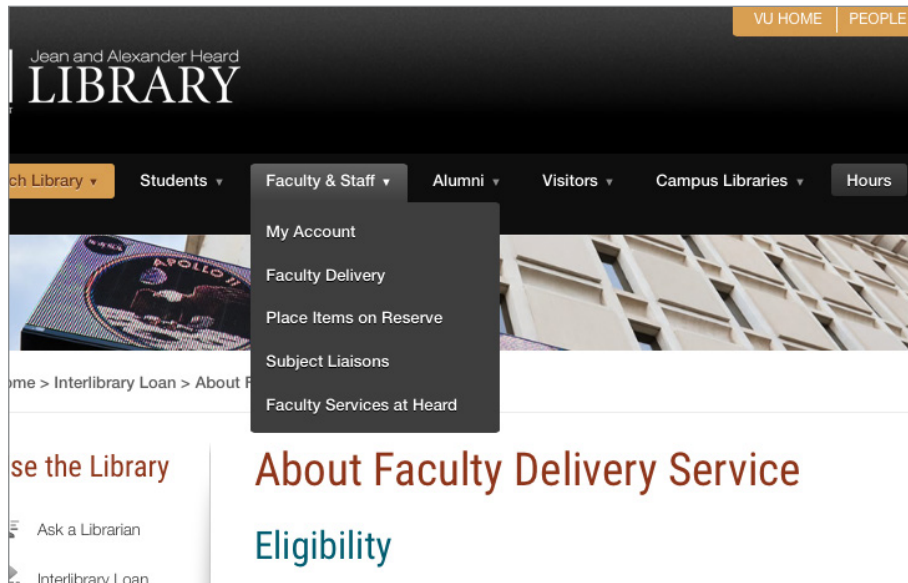 VU HOME PEOPLE
Jean and Alexander Heard
LIBRARY
ch Library Students Faculty & Staff Alumni Visitors Campus Libraries Hours
My Account
Faculty Delivery
Place Items on Reserve
Subject Liaisons
Faculty Services at Heard
APOLLO 11
ome > Interlibrary Loan > About F
se the Library
Ask a Librarian
Interlibrary Loan
About Faculty Delivery Service
Eligibility